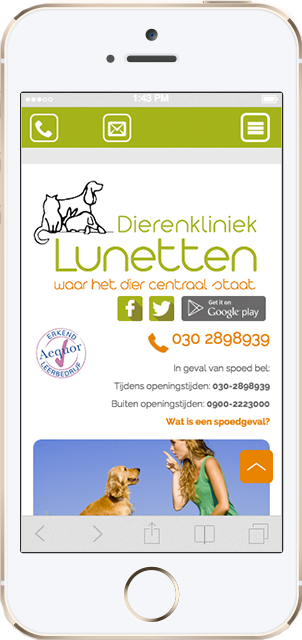 1:43 PM
Dierenkliniek
Lunetten
waar het dier centraal staat
Get it on
Google play
030 2898939
ERKEND
Aequor
LEERBEDRIJF
In geval van spoed bel:
Tijdens openingstijden: 030-2898939
Buiten openingstijden: 0900-2223000
Wat is een spoedgeval?